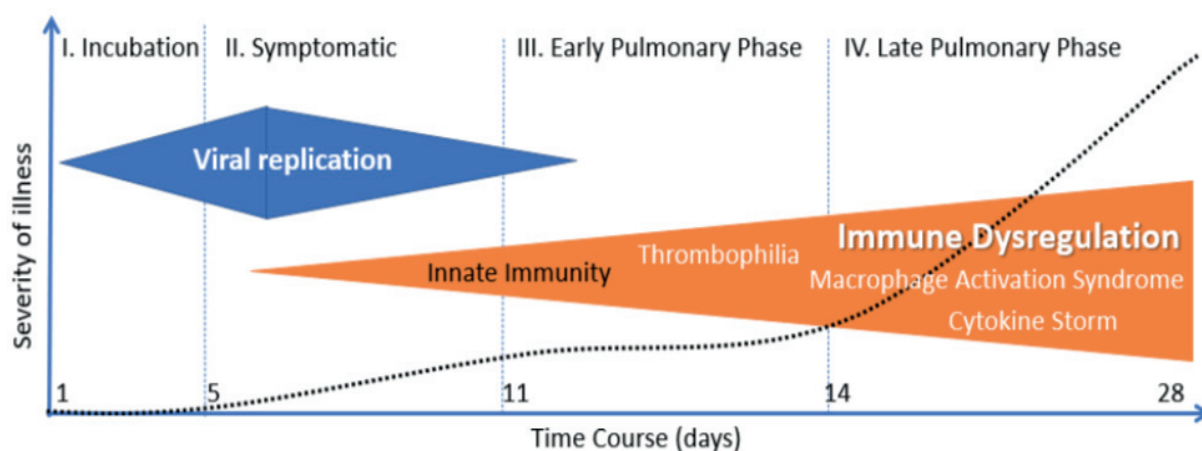 I. Incubation
II. Symptomatic
III. Early Pulmonary Phase
IV. Late Pulmonary Phase
Severity of illness
Viral replication
Innate Immunity
Thrombophilia
Immune Dysregulation
Macrophage Activation Syndrome
Cytokine Storm
1
5
11
14
28
Time Course (days)